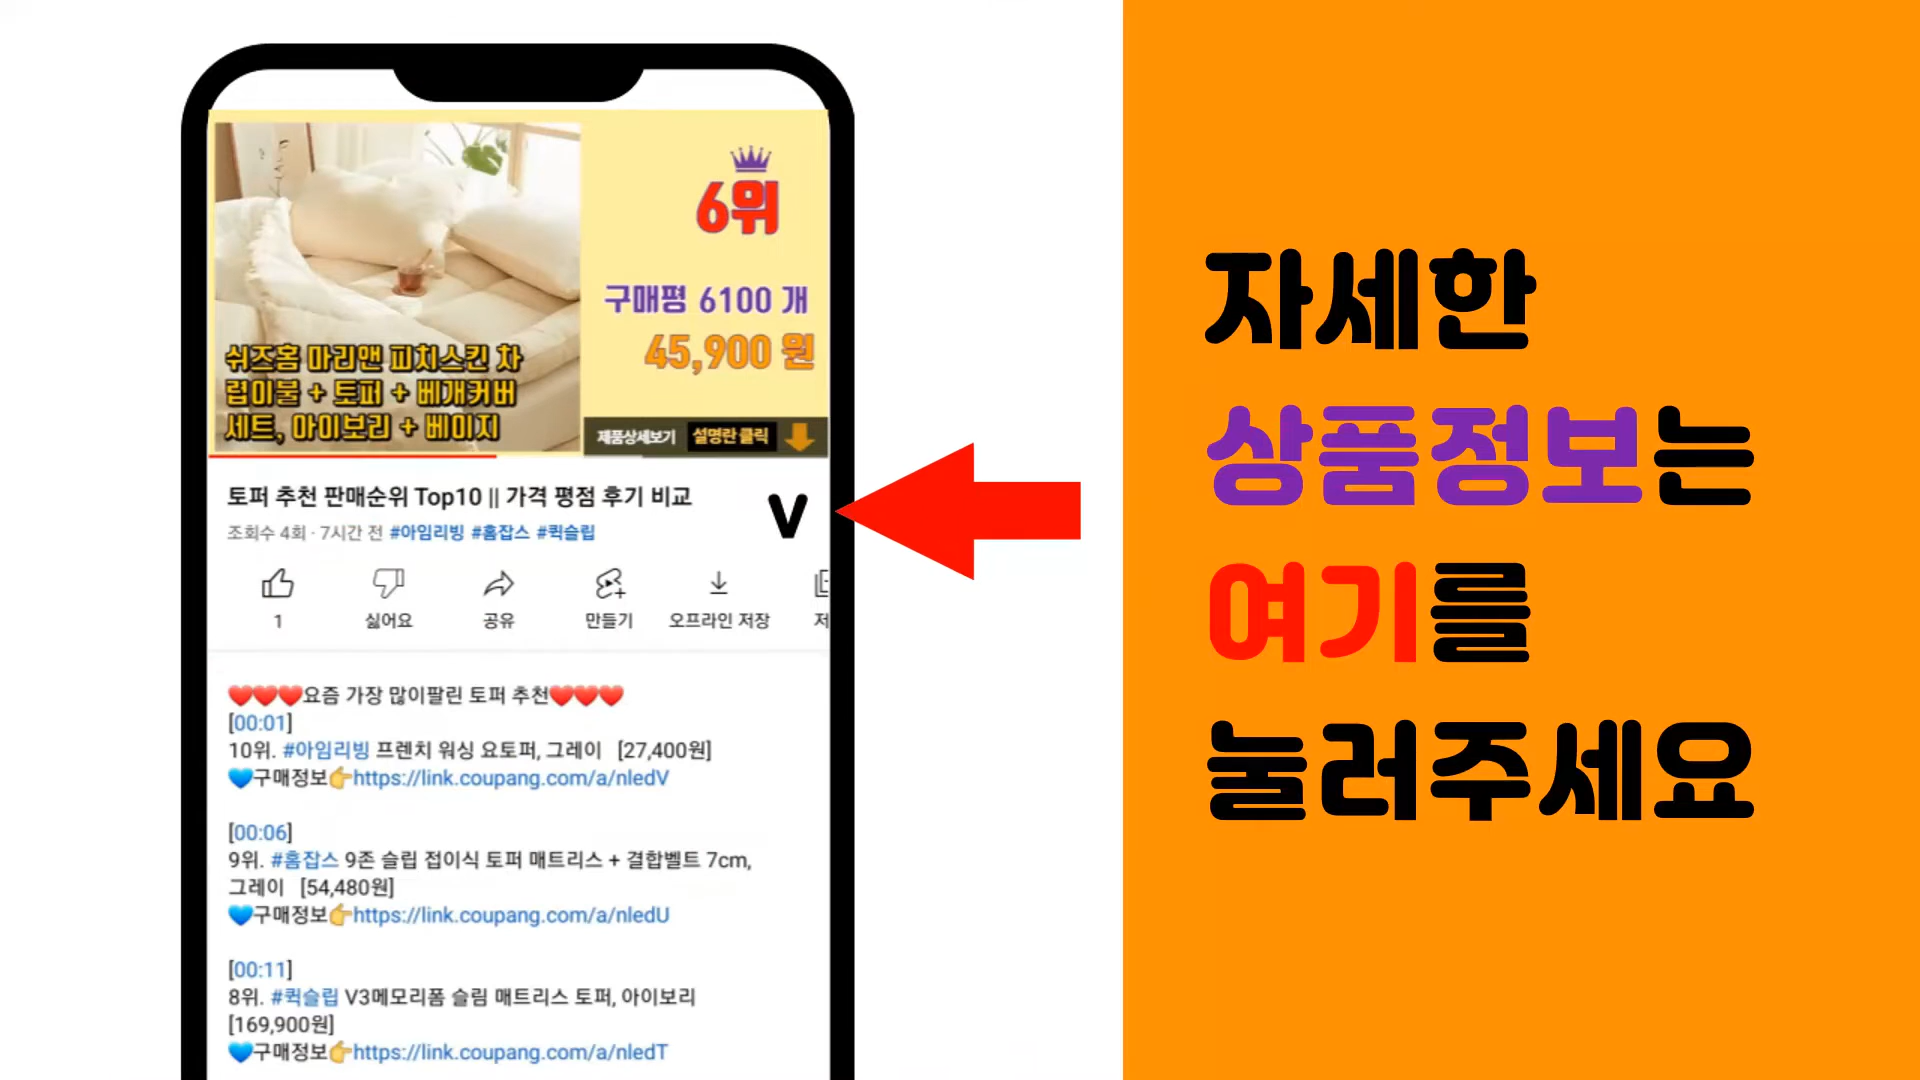 6위
구매평 6100 개
45,900 원
쉬즈홈 마리앤 피치스킨 차
렵이불 + 토퍼 + 베개커버
세트, 아이보리 + 베이지
제품상세보기 설명란 클릭
토퍼 추천 판매순위 Top10 || 가격 평점 후기 비교
V
조회수 4회 · 7시간 전 #아임리빙 #홈잡스 #퀵슬립
1 싫어요 공유 만들기 오프라인 저장 저
❤️❤️❤️요즘 가장 많이팔린 토퍼 추천❤️❤️❤️
[00:01]
10위. #아임리빙 프렌치 워싱 요토퍼, 그레이 [27,400원]
💙구매정보👉https://link.coupang.com/a/nledV
[00:06]
9위. #홈잡스 9존 슬립 접이식 토퍼 매트리스 + 결합벨트 7cm,
그레이 [54,480원]
💙구매정보👉https://link.coupang.com/a/nledU
[00:11]
8위. #퀵슬립 V3메모리폼 슬림 매트리스 토퍼, 아이보리
[169,900원]
💙구매정보👉https://link.coupang.com/a/nledT
자세한
상품정보는
여기를
눌러주세요